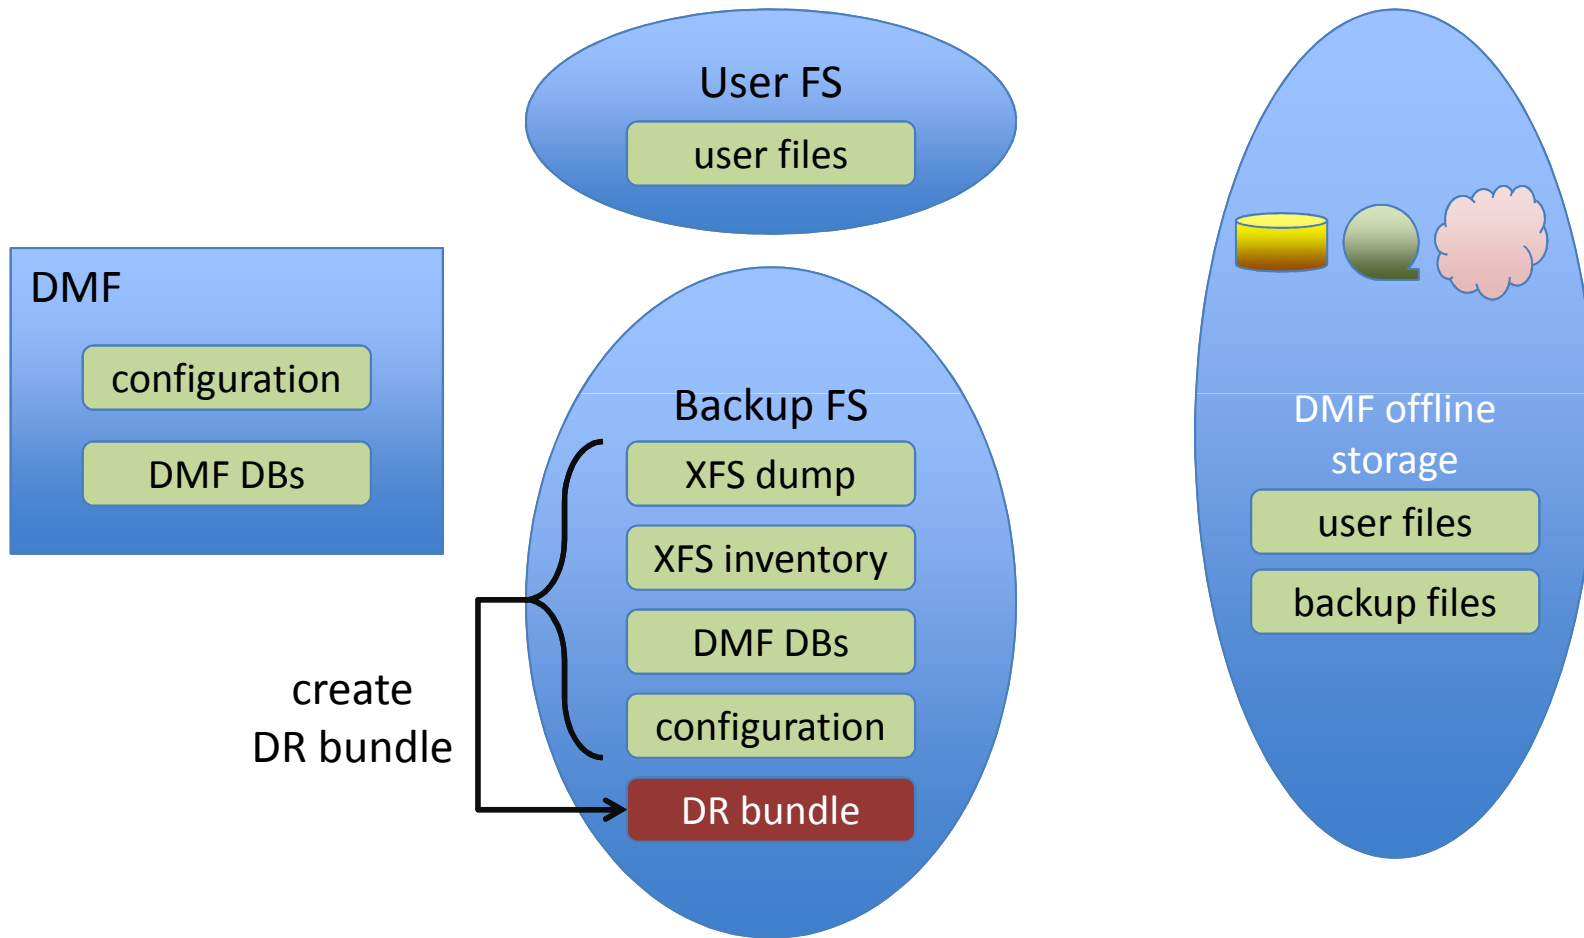 User FS
user files
DMF
configuration
DMF DBs
Backup FS
XFS dump
XFS inventory
DMF DBs
configuration
DR bundle
create
DR bundle
DMF offline
storage
user files
backup files